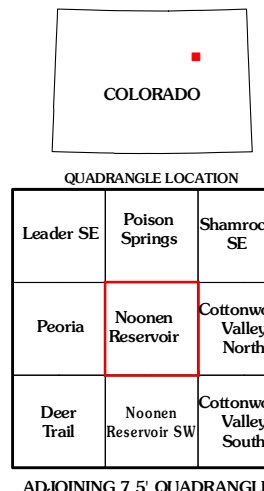 COLORADO
QUADRANGLE LOCATION
Leader SE
Poison
Springs
Shamroc
SE
Peoria
Noonen
Reservoir
Cottonwo
Valley
North
Deer
Trail
Noonen
Reservoir SW
Cottonwo
Valley
South
ADJOINING 7.5' QUADRANGLE